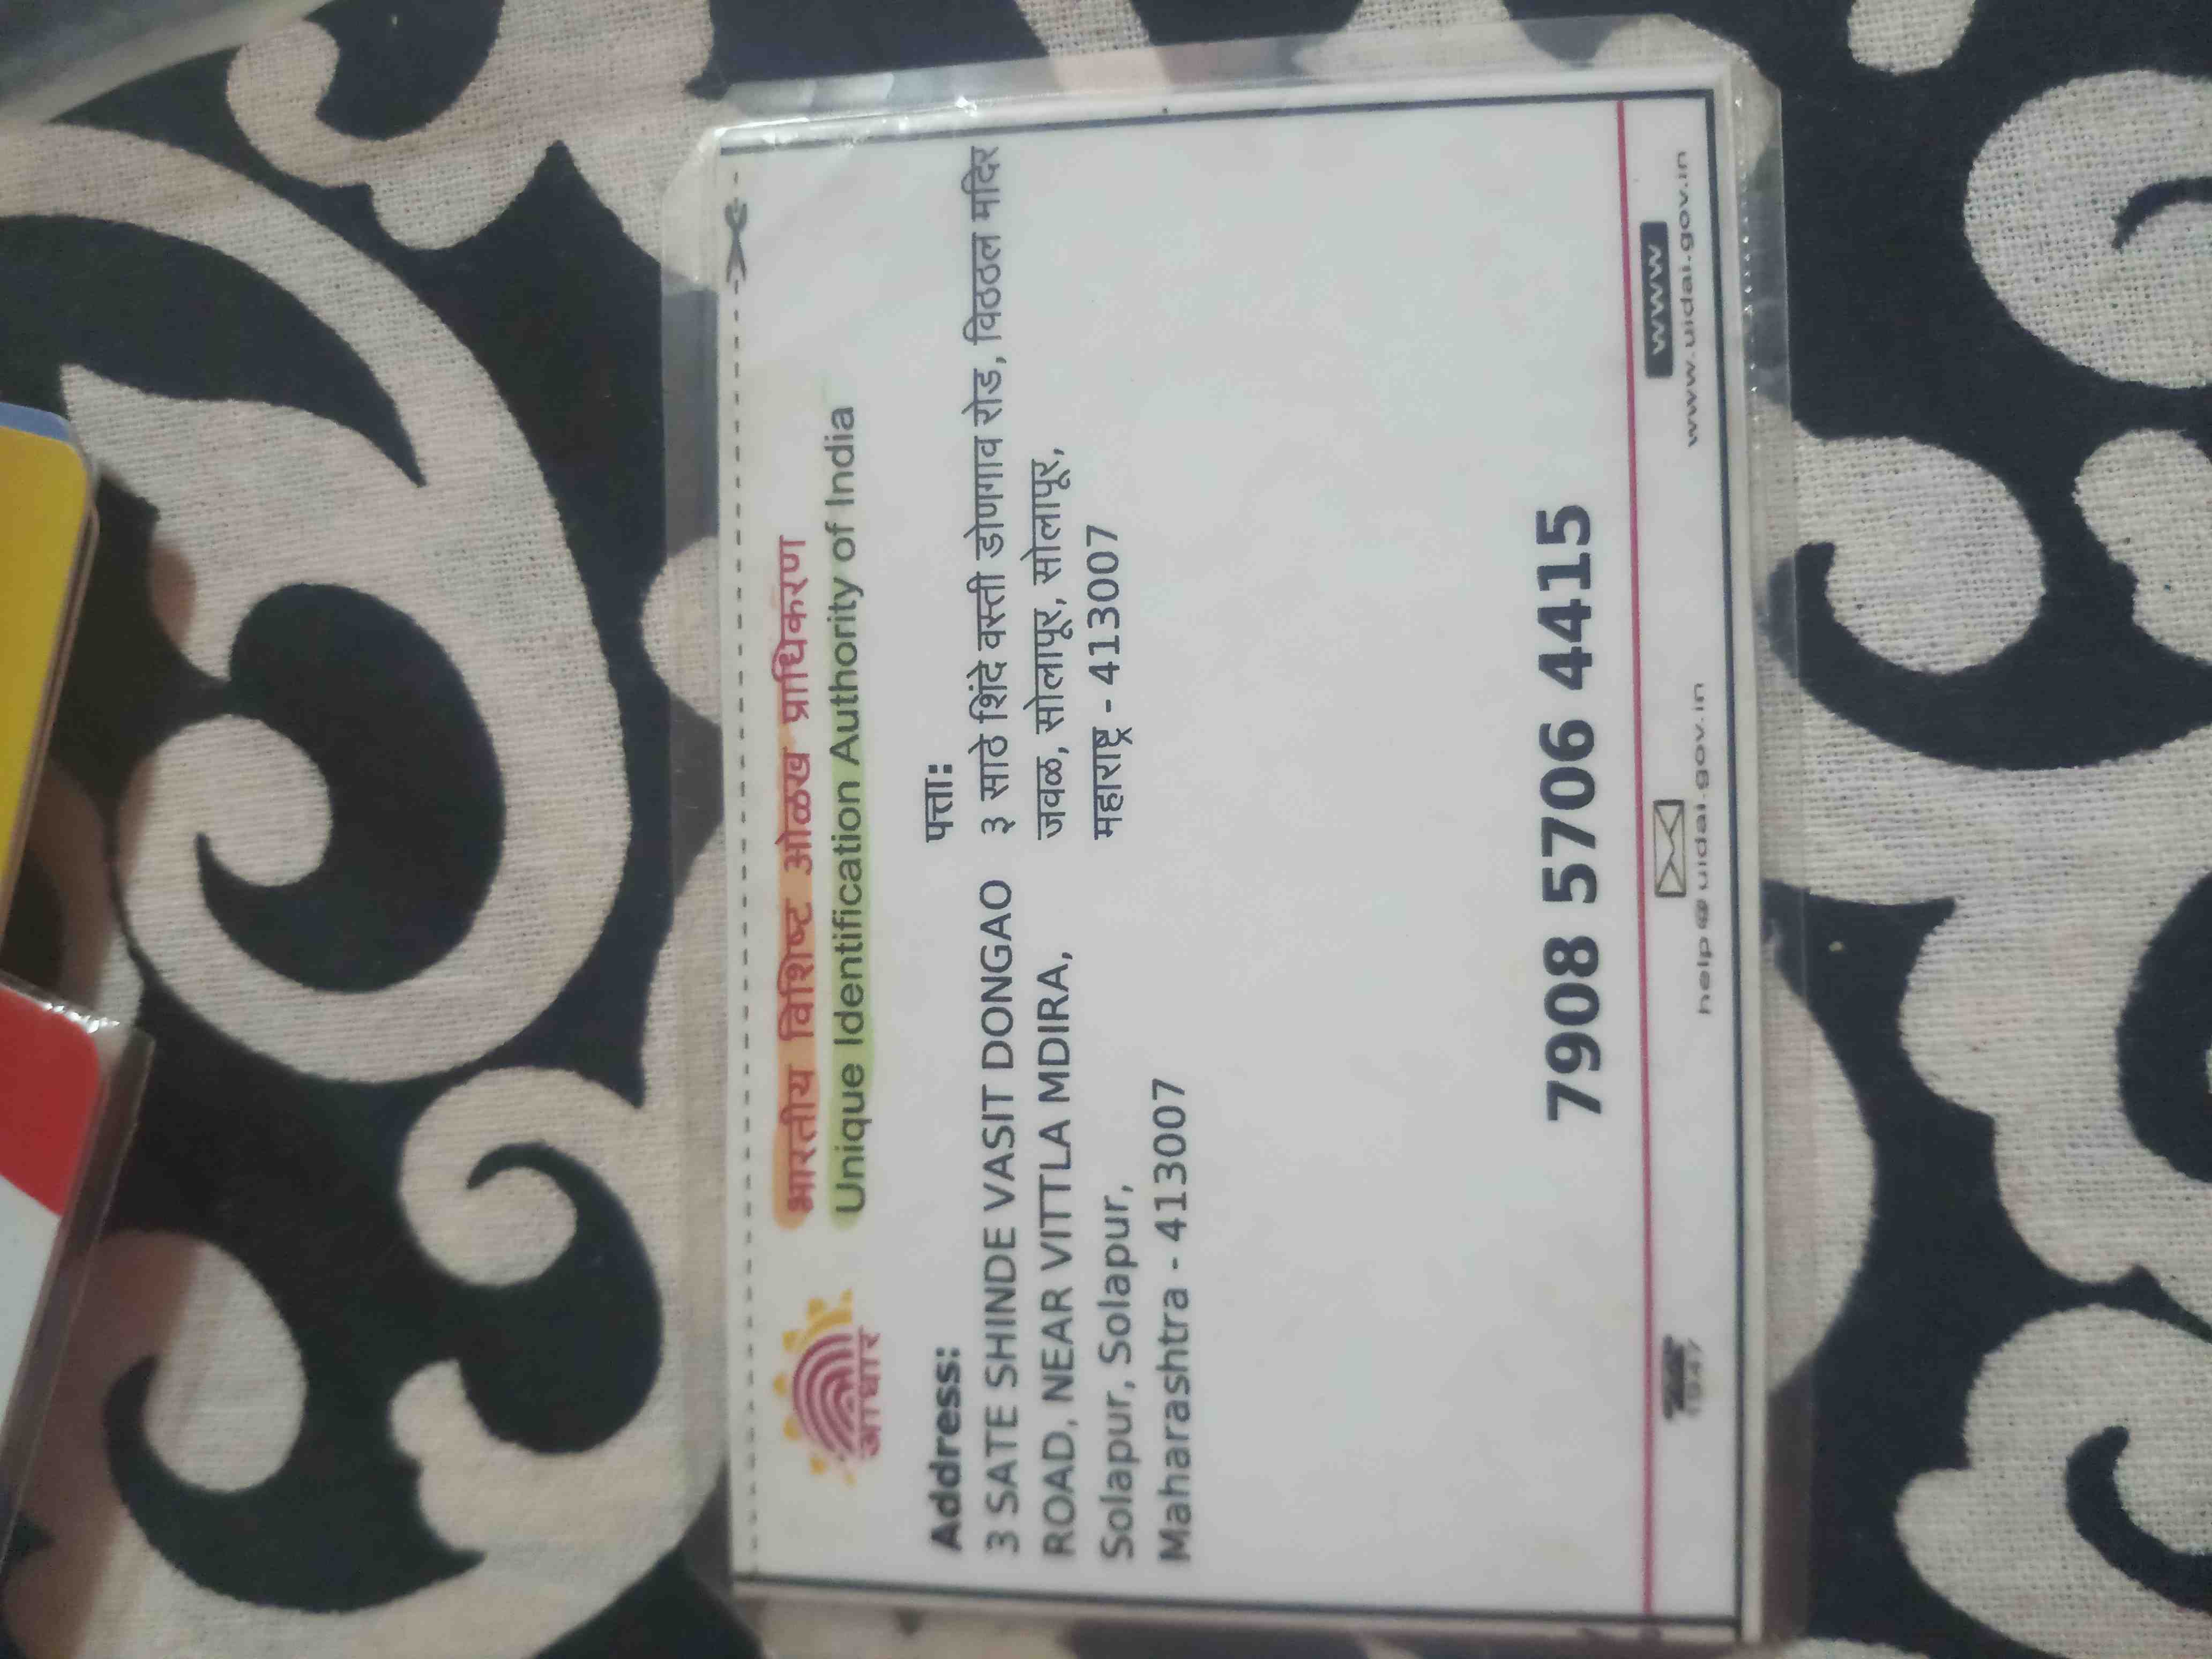 भारतीय विशिष्ट ओळख प्राधिकरण
Unique Identification Authority of India
आधार
Address:
3 SATE SHINDE VASIT DONGAO
ROAD, NEAR VITTLA MDIRA,
Solapur, Solapur,
Maharashtra - 413007
पत्ता:
३ साठे शिंदे वस्ती डोणगाव रोड, विठठल मदिर
जवळ, सोलापूर, सोलापूर,
महाराष्ट्र - 413007
7908 5706 4415
1947
help@uidai.gov.in
www
www.uidai.gov.in